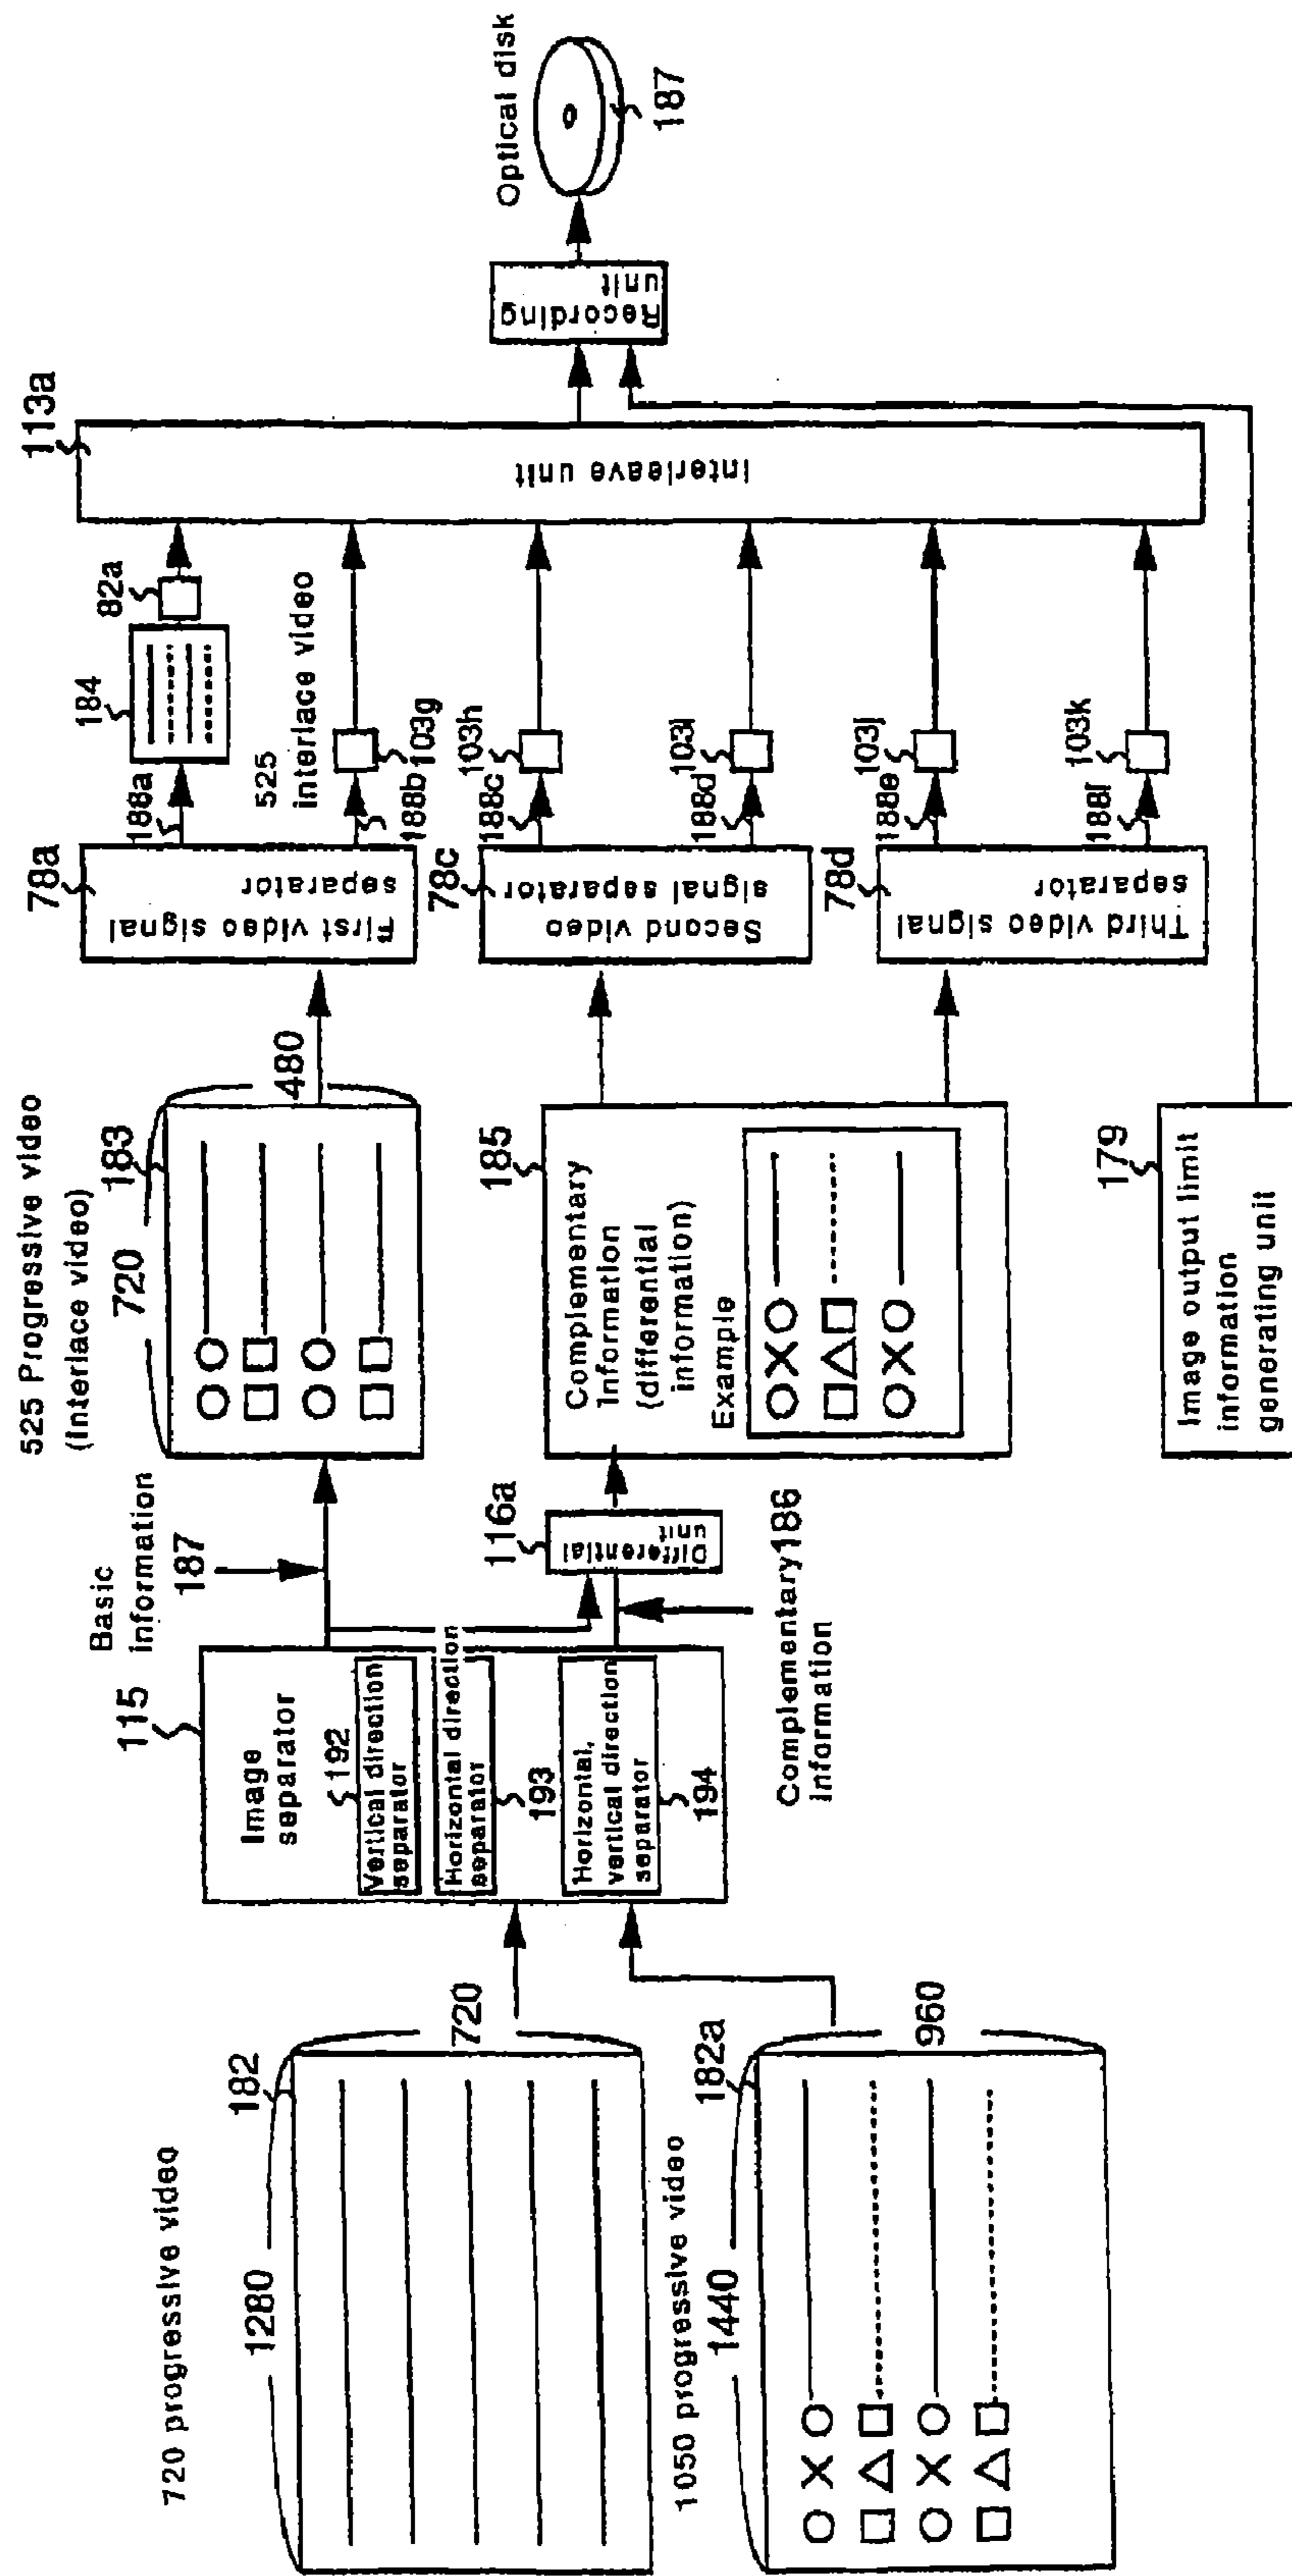 720 progressive video
1280
182
720
1050 progressive video
1440
182a
960
115
Image
separator
192
Vertical direction
separator
Horizontal direction
separator
193
Horizontal,
vertical direction
separator
194
Basic
information
187
116a
Differential
unit
Complementary186
information
525 Progressive video
(Interlace video)
720
183
480
185
Complementary
Information
(differential
information)
Example
179
Image output limit
information
generating unit
78a
First video signal
separator
78c
Second video
signal separator
78d
Third video signal
separator
188a
184
82a
525
interlace video
188b
103g
188c
103h
188d
103i
188e
103j
188f
103k
113a
Interleave unit
Recording
unit
Optical disk
187